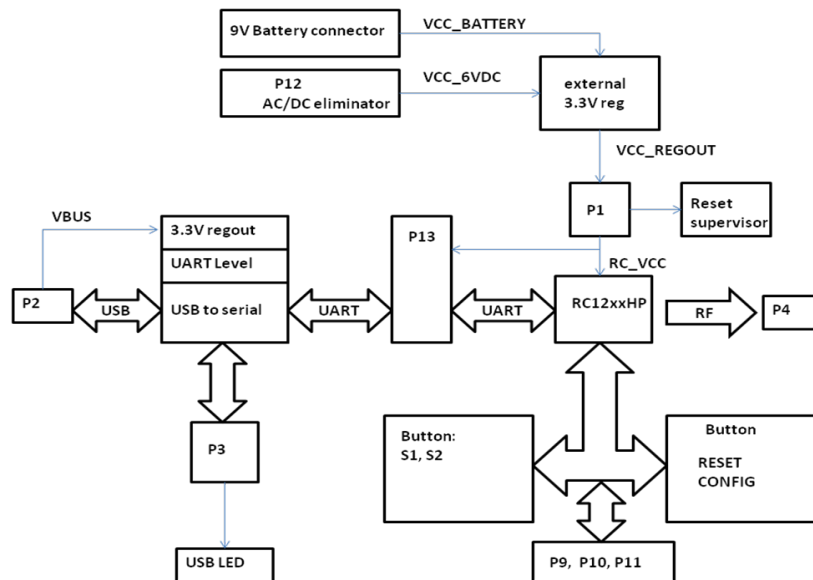 9V Battery connector
VCC_BATTERY
P12
AC/DC eliminator
VCC_6VDC
external
3.3V reg
VCC_REGOUT
P1
Reset
supervisor
VBUS
3.3V regout
UART Level
USB to serial
P2
USB
UART
P13
UART
RC_VCC
RC12xxHP
RF
P4
P3
USB LED
Button:
S1, S2
Button
RESET
CONFIG
P9, P10, P11